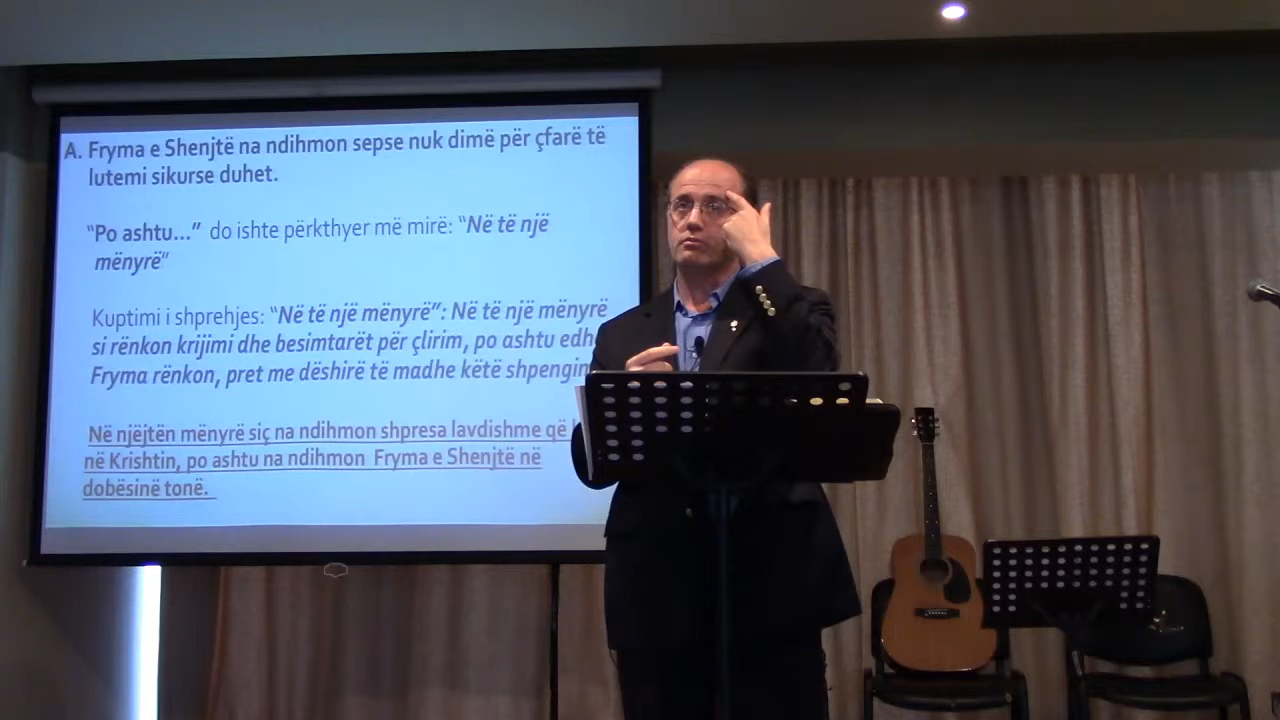 A. Fryma e Shenjtë na ndihmon sepse nuk dimë për çfarë të
lutemi sikurse duhet.
“Po ashtu...” do ishte përkthyer më mirë: “Në të një
mënyrë”
Kuptimi i shprehjes: “Në të një mënyrë”: Në të një mënyrë
si rënkon krijimi dhe besimtarët për çlirim, po ashtu edhe
Fryma rënkon, pret me dëshirë të madhe këtë
Në njëjtën mënyrë siç na ndihmon shpresa lavdishme që
në Krishtin, po ashtu na ndihmon Fryma e Shenjtë në
dobësinë tonë.